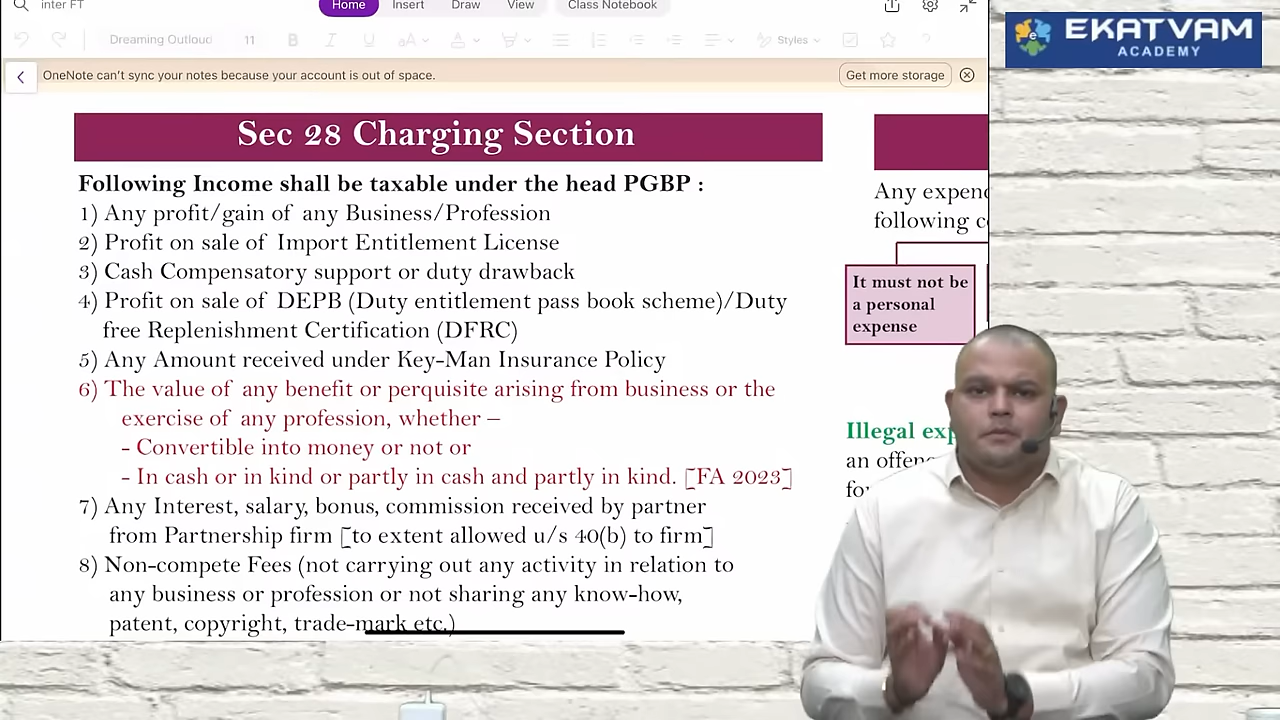 inter FT
Home
Insert
Draw
View
Class Notebook
Dreaming Outloud
11
B
Styles
OneNote can't sync your notes because your account is out of space.
Get more storage
EKATVAM
ACADEMY
Sec 28 Charging Section
Following Income shall be taxable under the head PGBP :
1) Any profit/gain of any Business/Profession
2) Profit on sale of Import Entitlement License
3) Cash Compensatory support or duty drawback
4) Profit on sale of DEPB (Duty entitlement pass book scheme)/Duty
free Replenishment Certification (DFRC)
5) Any Amount received under Key-Man Insurance Policy
6) The value of any benefit or perquisite arising from business or the
exercise of any profession, whether –
- Convertible into money or not or
- In cash or in kind or partly in cash and partly in kind. [FA 2023]
7) Any Interest, salary, bonus, commission received by partner
from Partnership firm [to extent allowed u/s 40(b) to firm]
8) Non-compete Fees (not carrying out any activity in relation to
any business or profession or not sharing any know-how,
patent, copyright, trade-mark etc.)
Any
following
It must not be
a personal
expense
Illegal
an